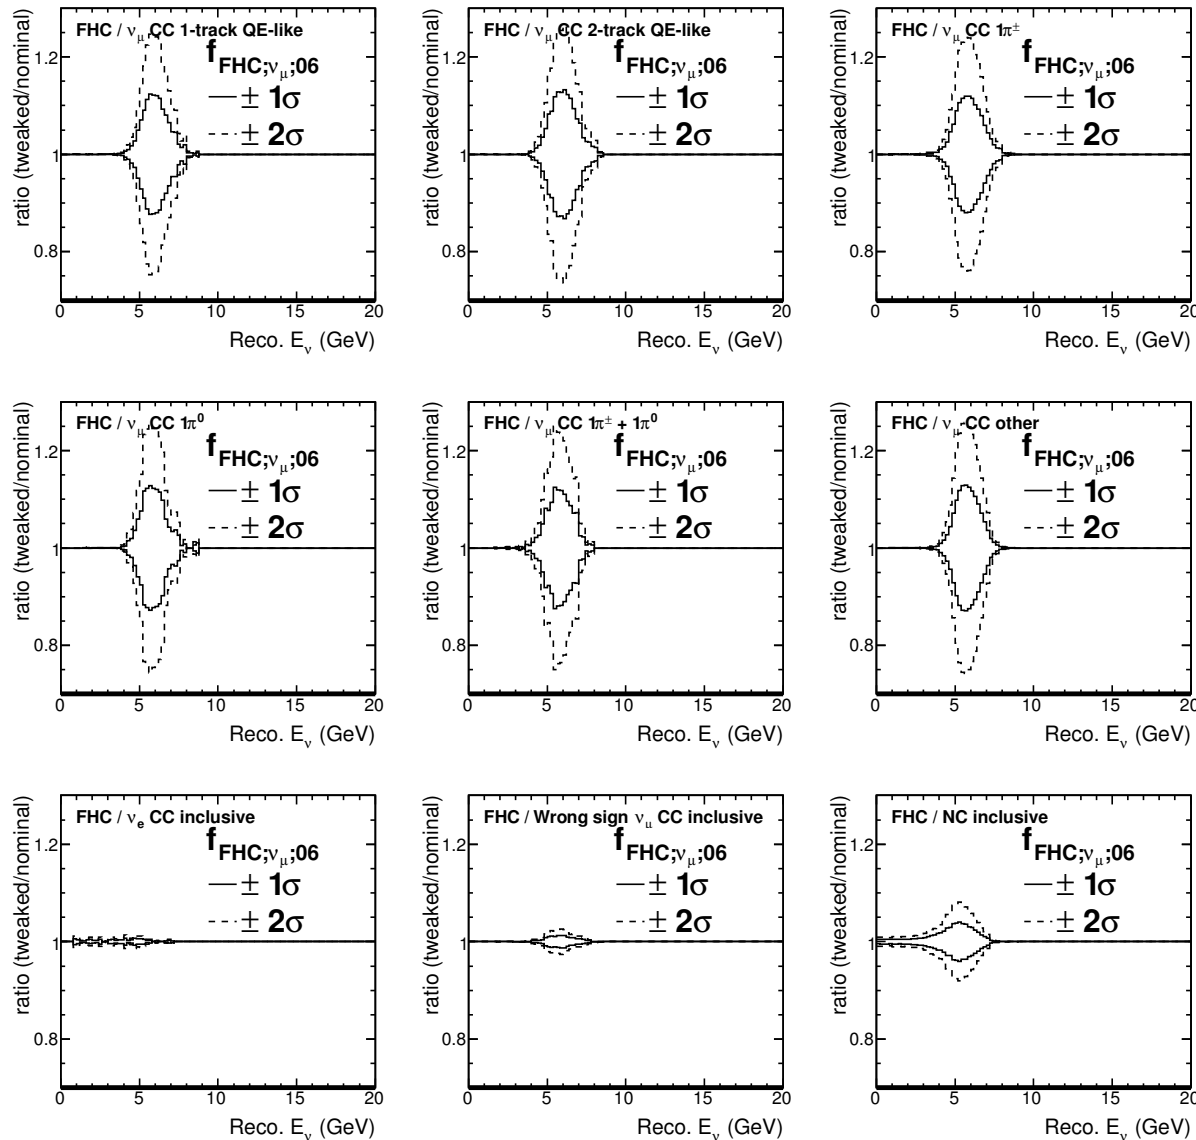 FHC / νμ CC 1-track QE-like
fFHC;νμ;06
± 1σ
± 2σ
ratio (tweaked/nominal)
1.2
1
0.8
0 5 10 15 20
Reco. Eν (GeV)
FHC / νμ CC 2-track QE-like
fFHC;νμ;06
± 1σ
± 2σ
ratio (tweaked/nominal)
1.2
1
0.8
0 5 10 15 20
Reco. Eν (GeV)
FHC / νμ CC 1π±
fFHC;νμ;06
± 1σ
± 2σ
ratio (tweaked/nominal)
1.2
1
0.8
0 5 10 15 20
Reco. Eν (GeV)
FHC / νμ CC 1π0
fFHC;νμ;06
± 1σ
± 2σ
ratio (tweaked/nominal)
1.2
1
0.8
0 5 10 15 20
Reco. Eν (GeV)
FHC / νμ CC 1π± + 1π0
fFHC;νμ;06
± 1σ
± 2σ
ratio (tweaked/nominal)
1.2
1
0.8
0 5 10 15 20
Reco. Eν (GeV)
FHC / νμ CC other
fFHC;νμ;06
± 1σ
± 2σ
ratio (tweaked/nominal)
1.2
1
0.8
0 5 10 15 20
Reco. Eν (GeV)
FHC / νe CC inclusive
fFHC;νμ;06
± 1σ
± 2σ
ratio (tweaked/nominal)
1.2
1
0.8
0 5 10 15 20
Reco. Eν (GeV)
FHC / Wrong sign νμ CC inclusive
fFHC;νμ;06
± 1σ
± 2σ
ratio (tweaked/nominal)
1.2
1
0.8
0 5 10 15 20
Reco. Eν (GeV)
FHC / NC inclusive
fFHC;νμ;06
± 1σ
± 2σ
ratio (tweaked/nominal)
1.2
1
0.8
0 5 10 15 20
Reco. Eν (GeV)